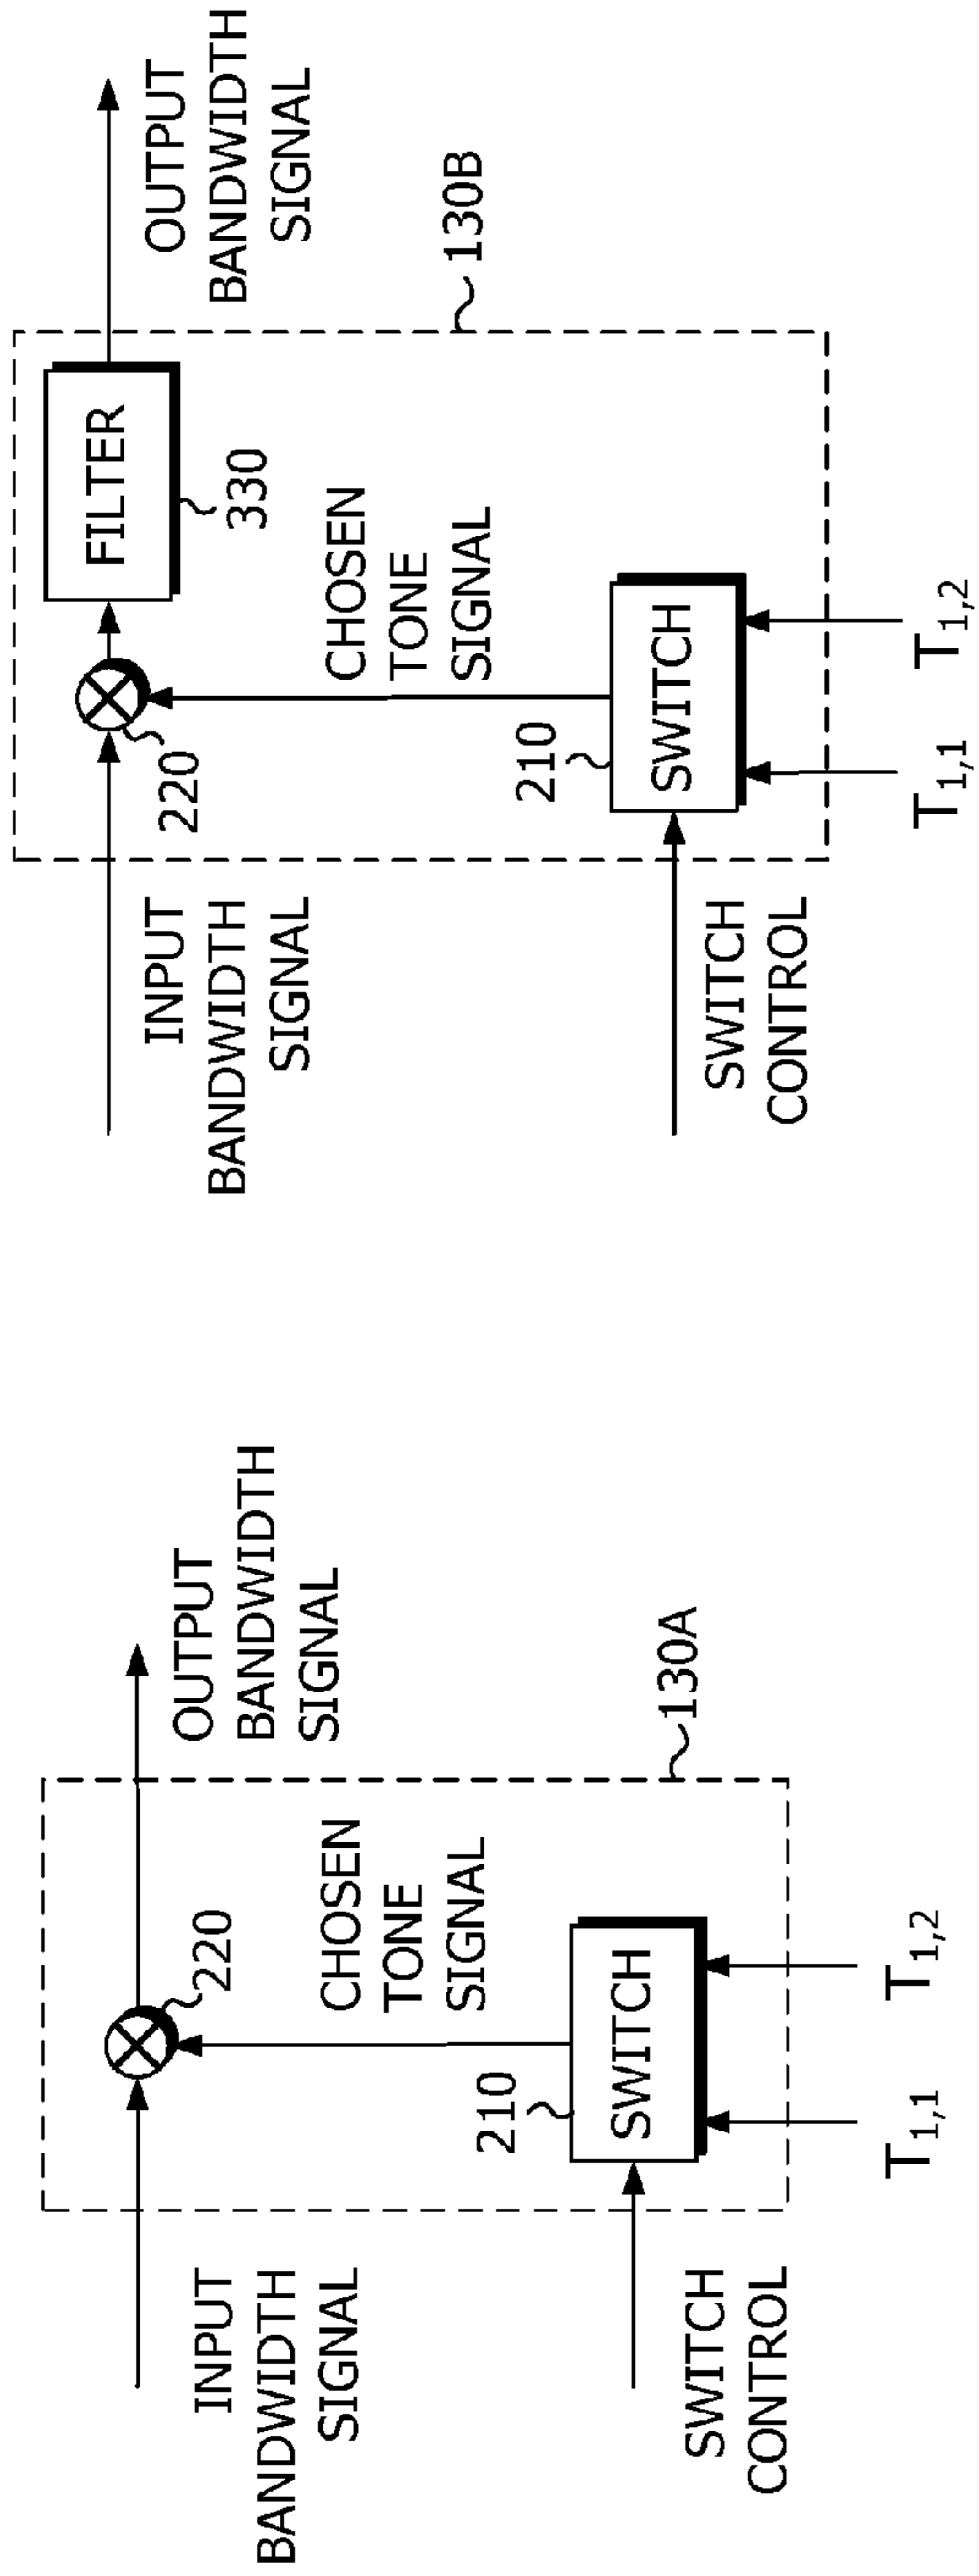 INPUT
BANDWIDTH
SIGNAL
220
OUTPUT
BANDWIDTH
SIGNAL
CHOSEN
TONE
SIGNAL
210
SWITCH
SWITCH
CONTROL
130A
T1,1
T1,2
INPUT
BANDWIDTH
SIGNAL
220
FILTER
330
OUTPUT
BANDWIDTH
SIGNAL
CHOSEN
TONE
SIGNAL
210
SWITCH
SWITCH
CONTROL
130B
T1,1
T1,2